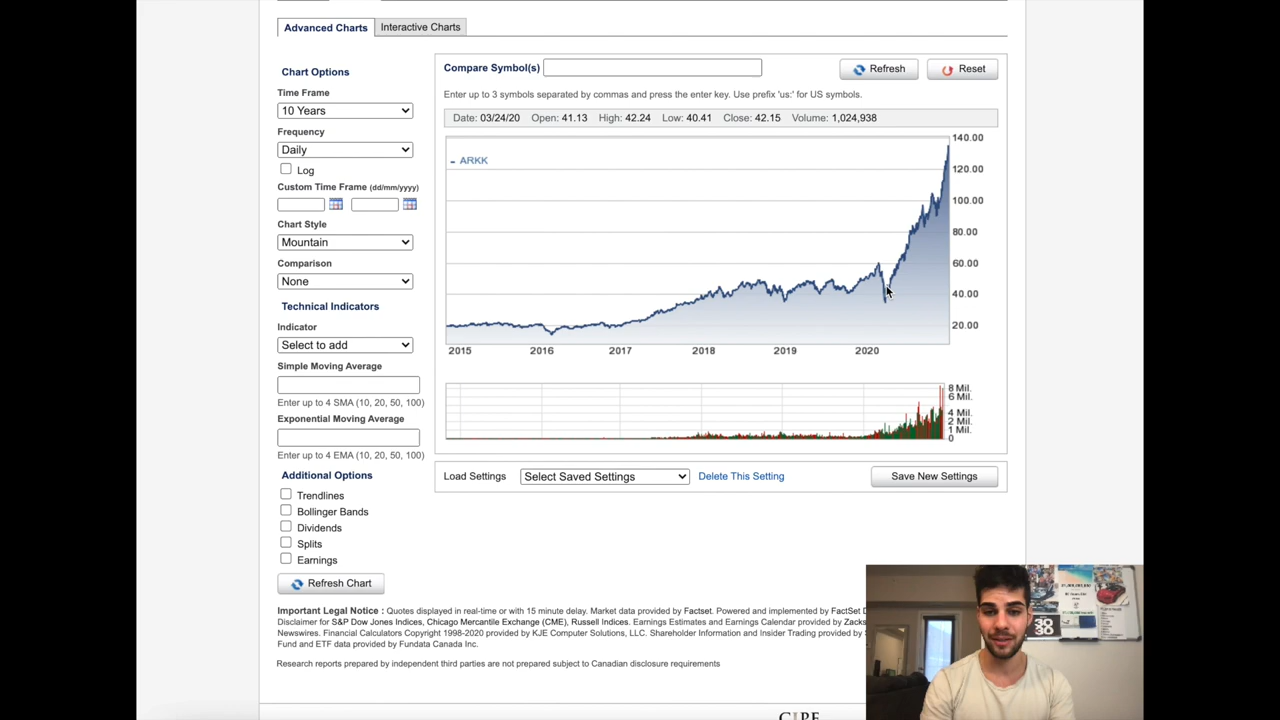 Advanced Charts
Interactive Charts
Chart Options
Time Frame
10 Years
Frequency
Daily
Log
Custom Time Frame (dd/mm/yyyy)
Chart Style
Mountain
Comparison
None
Technical Indicators
Indicator
Select to add
Simple Moving Average
Enter up to 4 SMA (10, 20, 50, 100)
Exponential Moving Average
Enter up to 4 EMA (10, 20, 50, 100)
Additional Options
Trendlines
Bollinger Bands
Dividends
Splits
Earnings
Refresh Chart
Compare Symbol(s)
Refresh
Reset
Enter up to 3 symbols separated by commas and press the enter key. Use prefix 'us:' for US symbols.
Date: 03/24/20 Open: 41.13 High: 42.24 Low: 40.41 Close: 42.15 Volume: 1,024,938
ARKK
140.00
120.00
100.00
80.00
60.00
40.00
20.00
2015 2016 2017 2018 2019 2020
8 Mil.
6 Mil.
4 Mil.
2 Mil.
1 Mil.
0
Load Settings
Select Saved Settings
Delete This Setting
Save New Settings
Important Legal Notice : Quotes displayed in real-time or with 15 minute delay. Market data provided by Factset. Powered and implemented by FactSet D
Disclaimer for S&P Dow Jones Indices, Chicago Mercantile Exchange (CME), Russell Indices. Earnings Estimates and Earnings Calendar provided by Zacks
Newswires. Financial Calculators Copyright 1998-2020 provided by KJE Computer Solutions, LLC. Shareholder Information and Insider Trading provided by
Fund and ETF data provided by Fundata Canada Inc.
Research reports prepared by independent third parties are not prepared subject to Canadian disclosure requirements
CIPF
30
30